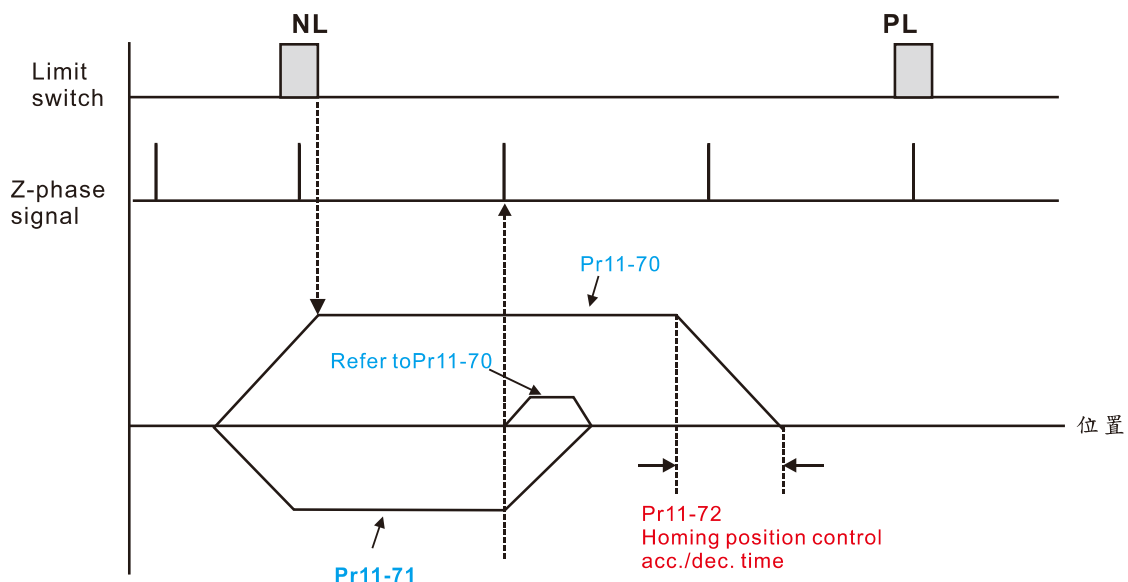 NL
PL
Limit
switch
Z-phase
signal
Pr11-70
Refer toPr11-70
位置
Pr11-72
Homing position control
acc./dec. time
Pr11-71